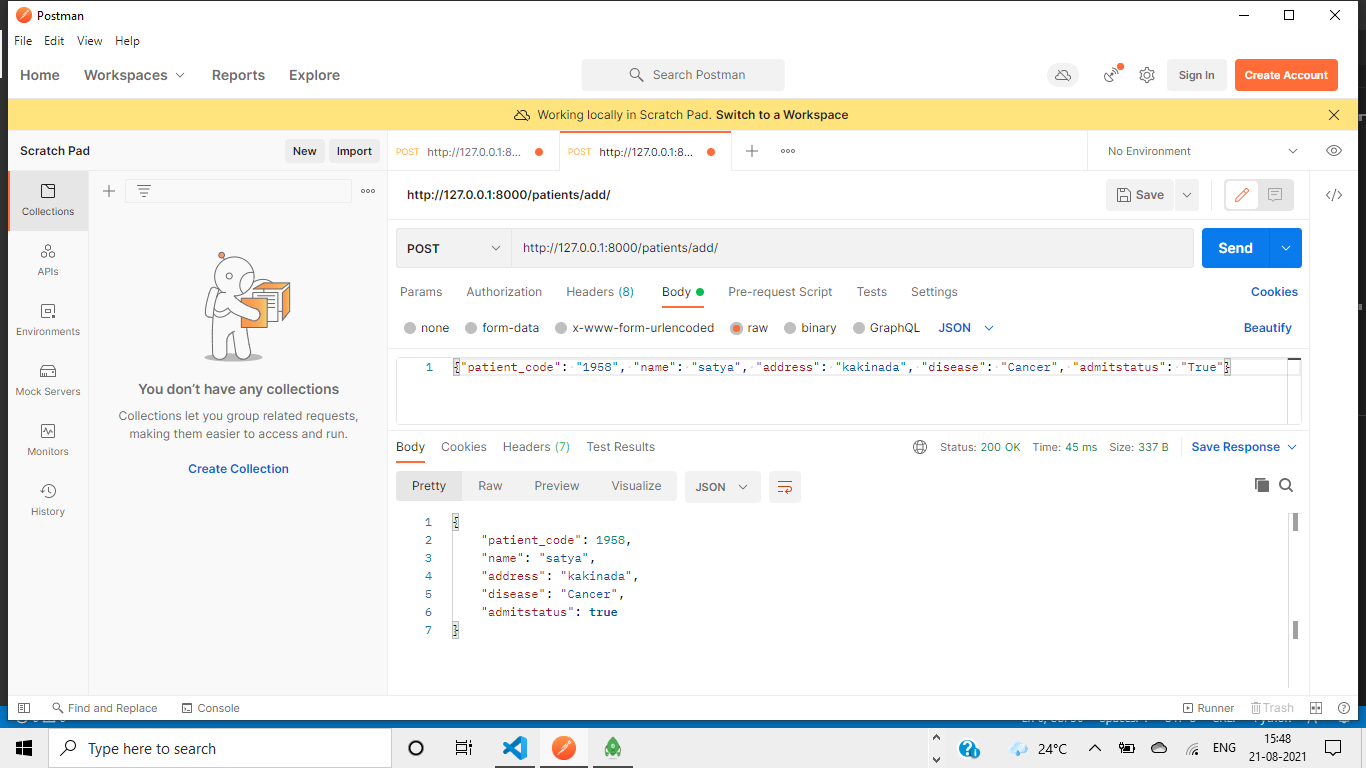 Postman
File Edit View Help
Home Workspaces Reports Explore
Search Postman
Sign In
Create Account
Working locally in Scratch Pad. Switch to a Workspace
Scratch Pad
New
Import
POST http://127.0.0.1:8...
POST http://127.0.0.1:8...
No Environment
Collections
APIs
Environments
Mock Servers
Monitors
History
You don't have any collections
Collections let you group related requests,
making them easier to access and run.
Create Collection
http://127.0.0.1:8000/patients/add/
Save
POST http://127.0.0.1:8000/patients/add/
Send
Params Authorization Headers (8) Body Pre-request Script Tests Settings Cookies
none form-data x-www-form-urlencoded raw binary GraphQL JSON Beautify
1 {"patient_code": "1958", "name": "satya", "address": "kakinada", "disease": "Cancer", "admitstatus": "True"}
Body Cookies Headers (7) Test Results Status: 200 OK Time: 45 ms Size: 337 B Save Response
Pretty Raw Preview Visualize JSON
1 {
2 "patient_code": 1958,
3 "name": "satya",
4 "address": "kakinada",
5 "disease": "Cancer",
6 "admitstatus": true
7 }
Find and Replace Console Runner Trash
Type here to search
24°C
ENG
15:48
21-08-2021